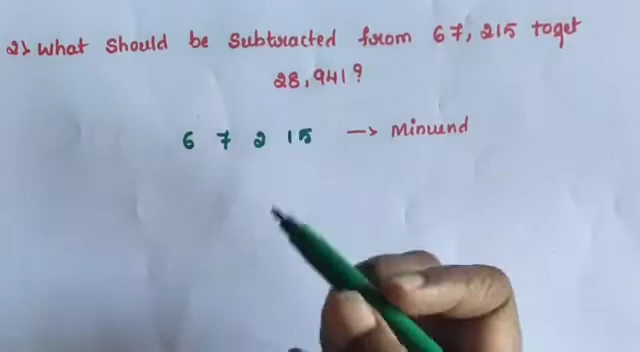 2> What should be subtracted from 67,215 toget
28,941?
6 7 2 15 -> Minuend